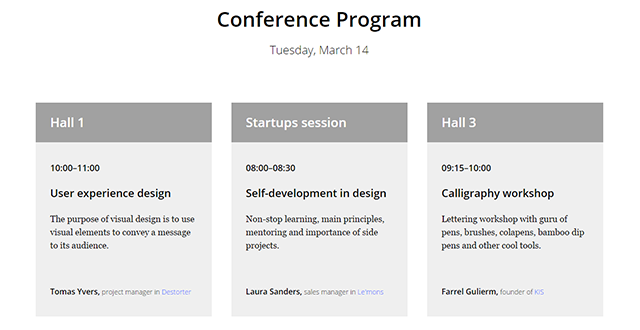 Conference Program
Tuesday, March 14
Hall 1
10:00–11:00
User experience design
The purpose of visual design is to use
visual elements to convey a message
to its audience.
Tomas Yvers, project manager in Destorter
Startups session
08:00–08:30
Self-development in design
Non-stop learning, main principles,
mentoring and importance of side
projects.
Laura Sanders, sales manager in Le'mons
Hall 3
09:15–10:00
Calligraphy workshop
Lettering workshop with guru of
pens, brushes, colapens, bamboo dip
pens and other cool tools.
Farrel Gulierm, founder of KIS